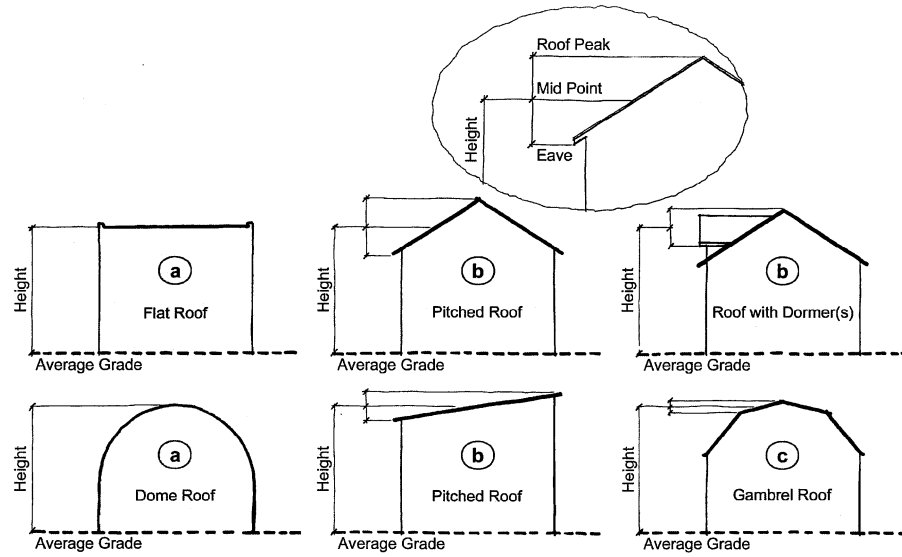 Roof Peak
Mid Point
Height
Eave
Height
a
Flat Roof
Average Grade
Height
b
Pitched Roof
Average Grade
Height
b
Roof with Dormer(s)
Average Grade
Height
a
Dome Roof
Average Grade
Height
b
Pitched Roof
Average Grade
Height
c
Gambrel Roof
Average Grade